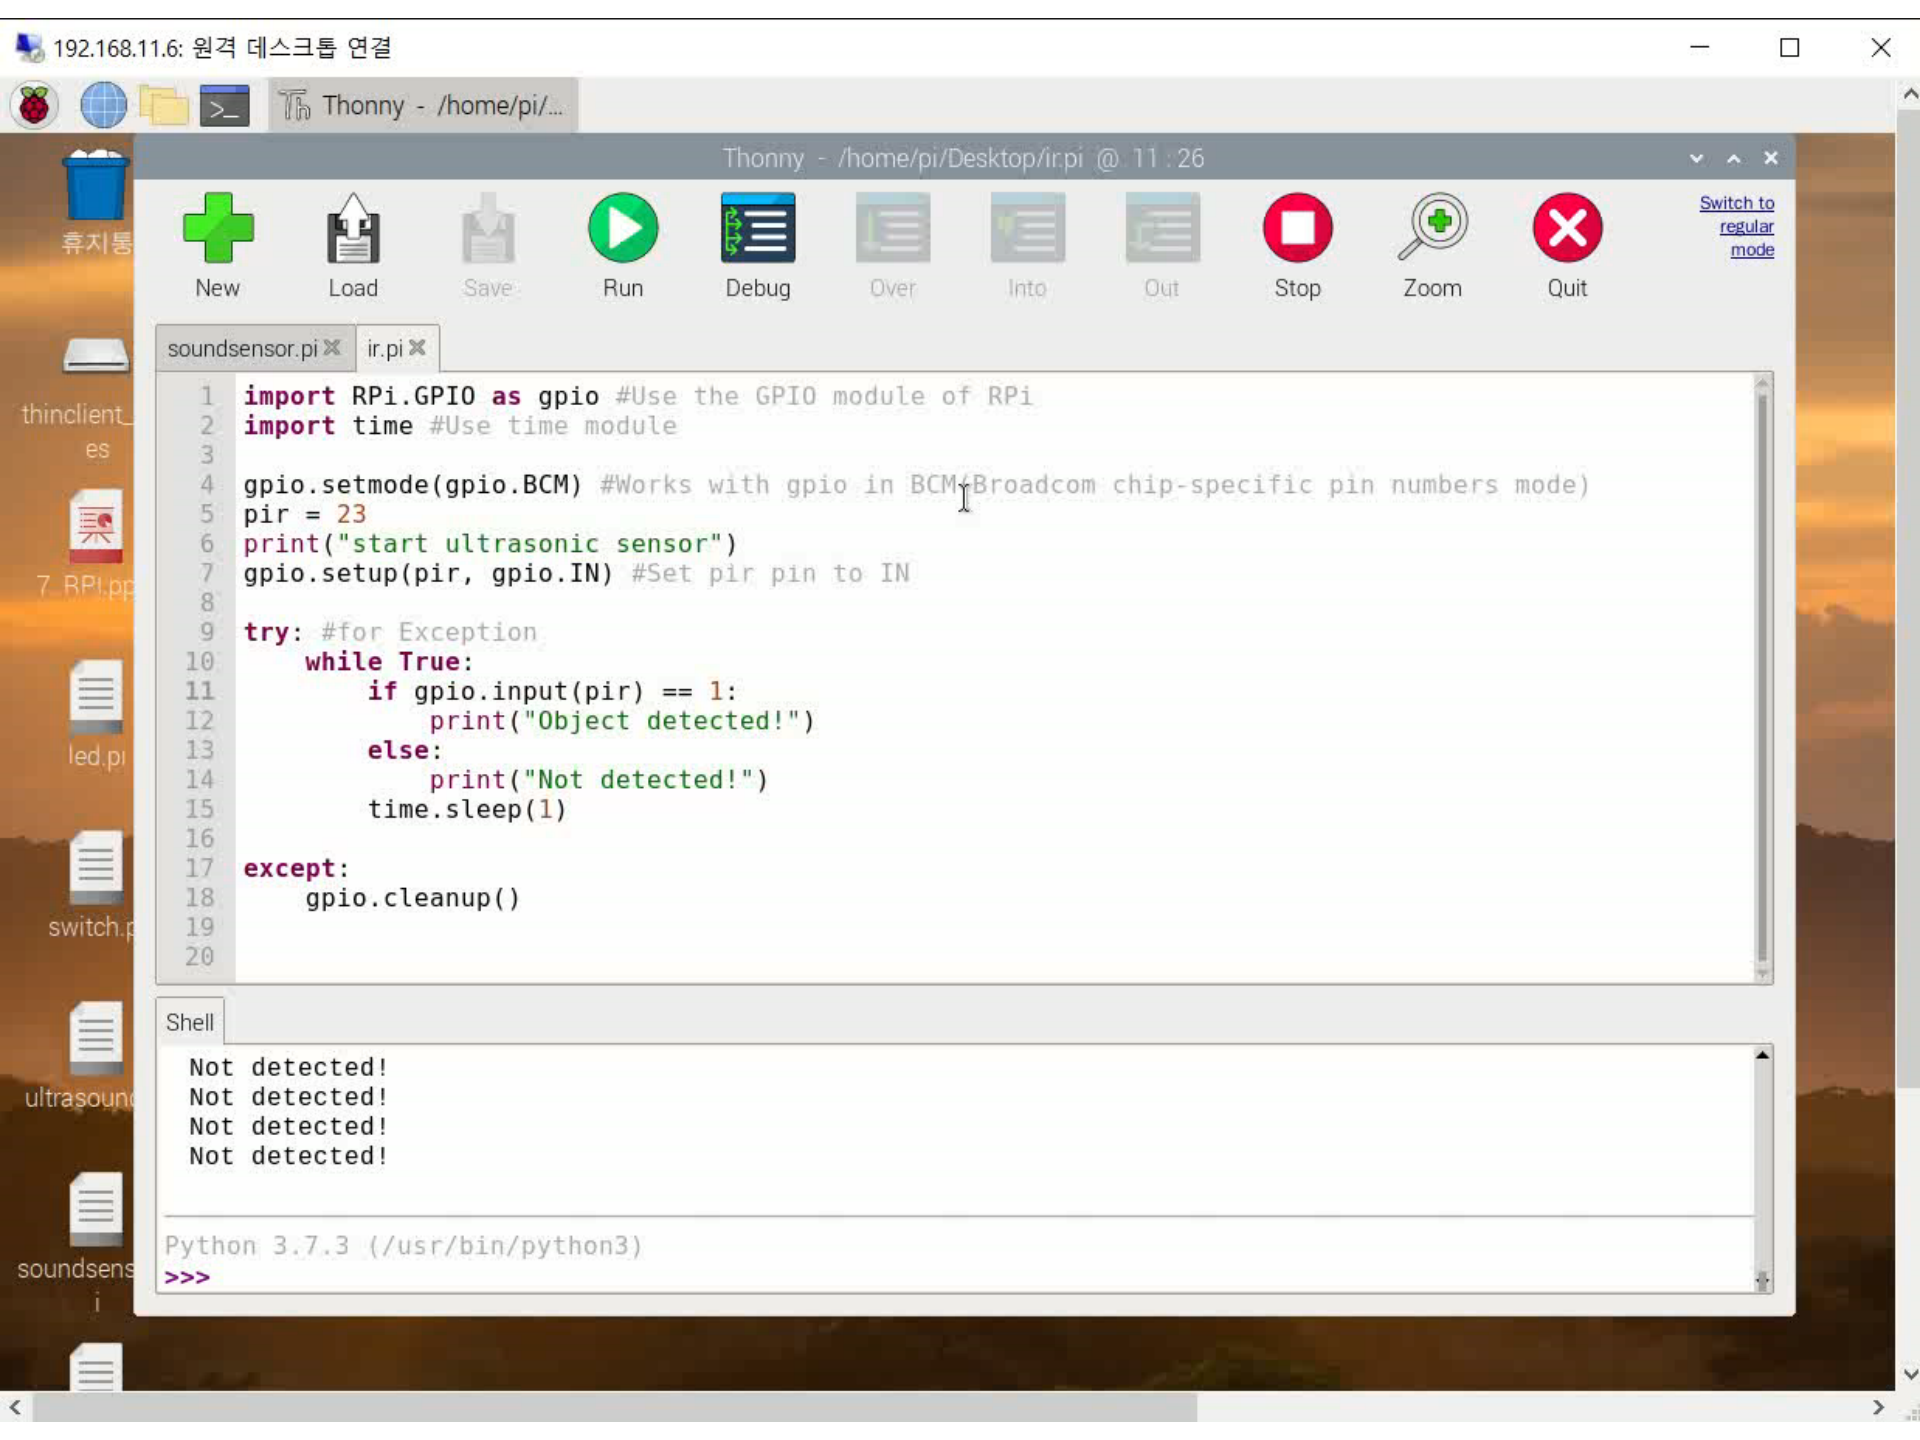 192.168.11.6: 원격 데스크톱 연결
Thonny - /home/pi/...
Thonny - /home/pi/Desktop/ir.pi @ 11 : 26
휴지통
thinclient_
es
7_RPI.pp
led.pi
switch.p
ultrasound
soundsens
i
New
Load
Save
Run
Debug
Over
Into
Out
Stop
Zoom
Quit
Switch to
regular
mode
soundsensor.pi
ir.pi
1 import RPi.GPIO as gpio #Use the GPIO module of RPi
2 import time #Use time module
3
4 gpio.setmode(gpio.BCM) #Works with gpio in BCM(Broadcom chip-specific pin numbers mode)
5 pir = 23
6 print("start ultrasonic sensor")
7 gpio.setup(pir, gpio.IN) #Set pir pin to IN
8
9 try: #for Exception
10 while True:
11 if gpio.input(pir) == 1:
12 print("Object detected!")
13 else:
14 print("Not detected!")
15 time.sleep(1)
16
17 except:
18 gpio.cleanup()
19
20
Shell
Not detected!
Not detected!
Not detected!
Not detected!
Python 3.7.3 (/usr/bin/python3)
>>>